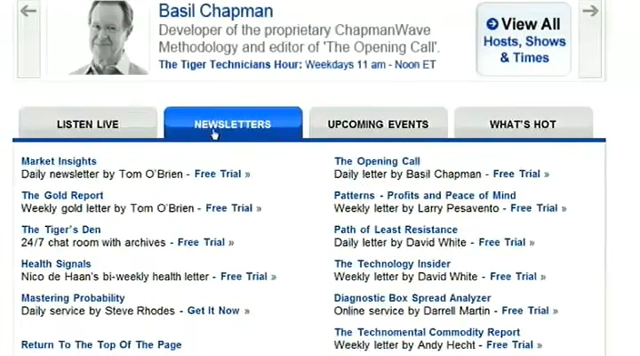 Basil Chapman
Developer of the proprietary ChapmanWave
Methodology and editor of 'The Opening Call'.
The Tiger Technicians Hour: Weekdays 11 am - Noon ET
View All
Hosts, Shows
& Times
LISTEN LIVE
NEWSLETTERS
UPCOMING EVENTS
WHAT'S HOT
Market Insights
Daily newsletter by Tom O'Brien - Free Trial »
The Gold Report
Weekly gold letter by Tom O'Brien - Free Trial »
The Tiger's Den
24/7 chat room with archives - Free Trial »
Health Signals
Nico de Haan's bi-weekly health letter - Free Trial »
Mastering Probability
Daily service by Steve Rhodes - Get It Now »
Return To The Top Of The Page
The Opening Call
Daily letter by Basil Chapman - Free Trial »
Patterns - Profits and Peace of Mind
Weekly letter by Larry Pesavento - Free Trial »
Path of Least Resistance
Daily letter by David White - Free Trial »
The Technology Insider
Weekly letter by David White - Free Trial »
Diagnostic Box Spread Analyzer
Online service by Darrell Martin - Free Trial »
The Technomental Commodity Report
Weekly letter by Andy Hecht - Free Trial »